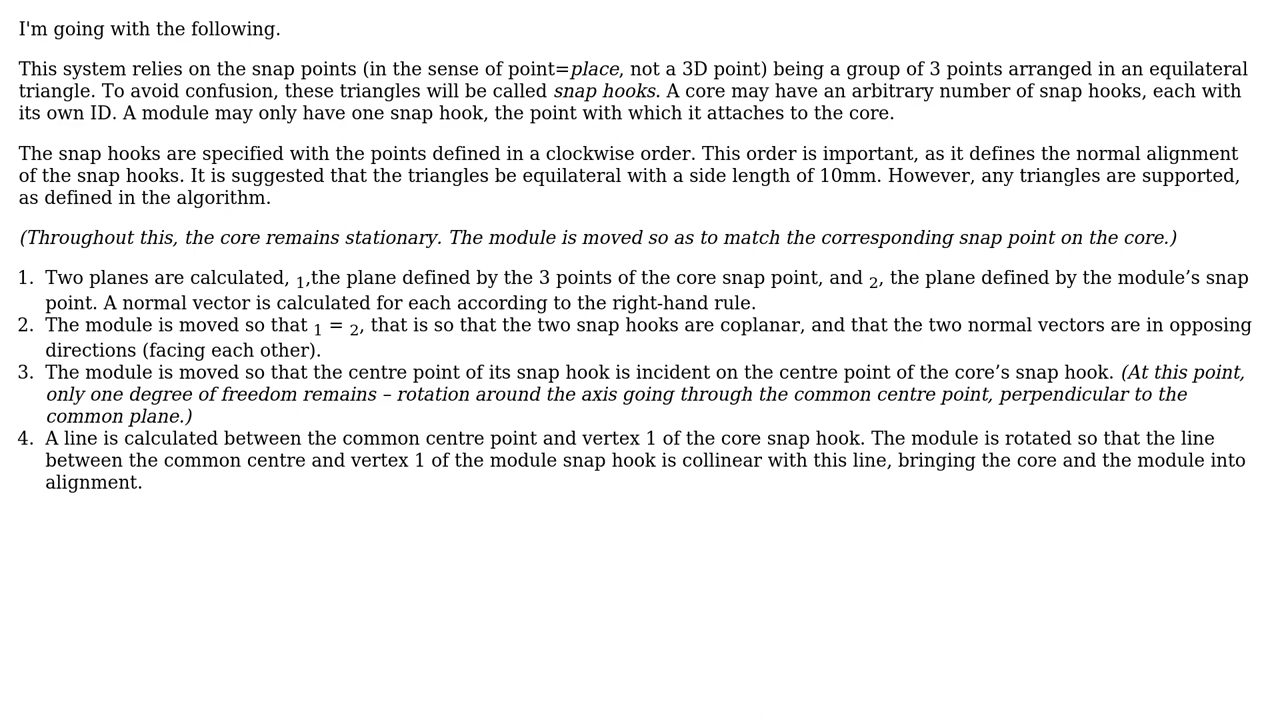 I'm going with the following.
This system relies on the snap points (in the sense of point=place, not a 3D point) being a group of 3 points arranged in an equilateral
triangle. To avoid confusion, these triangles will be called snap hooks. A core may have an arbitrary number of snap hooks, each with
its own ID. A module may only have one snap hook, the point with which it attaches to the core.
The snap hooks are specified with the points defined in a clockwise order. This order is important, as it defines the normal alignment
of the snap hooks. It is suggested that the triangles be equilateral with a side length of 10mm. However, any triangles are supported,
as defined in the algorithm.
(Throughout this, the core remains stationary. The module is moved so as to match the corresponding snap point on the core.)
1. Two planes are calculated, 1,the plane defined by the 3 points of the core snap point, and 2, the plane defined by the module’s snap
point. A normal vector is calculated for each according to the right-hand rule.
2. The module is moved so that 1 = 2, that is so that the two snap hooks are coplanar, and that the two normal vectors are in opposing
directions (facing each other).
3. The module is moved so that the centre point of its snap hook is incident on the centre point of the core’s snap hook. (At this point,
only one degree of freedom remains – rotation around the axis going through the common centre point, perpendicular to the
common plane.)
4. A line is calculated between the common centre point and vertex 1 of the core snap hook. The module is rotated so that the line
between the common centre and vertex 1 of the module snap hook is collinear with this line, bringing the core and the module into
alignment.